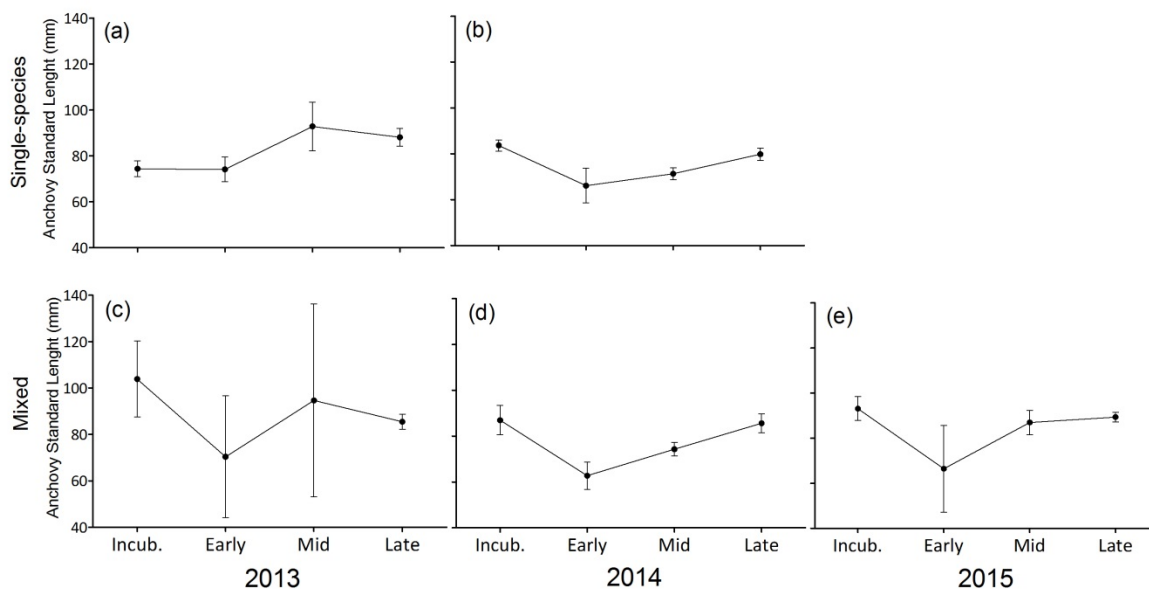 Single-species
Anchovy Standard Lenght (mm)
140
120
100
80
60
40
(a)
(b)
Mixed
Anchovy Standard Lenght (mm)
140
120
100
80
60
40
(c)
(d)
(e)
Incub. Early Mid Late
Incub. Early Mid Late
Incub. Early Mid Late
2013
2014
2015